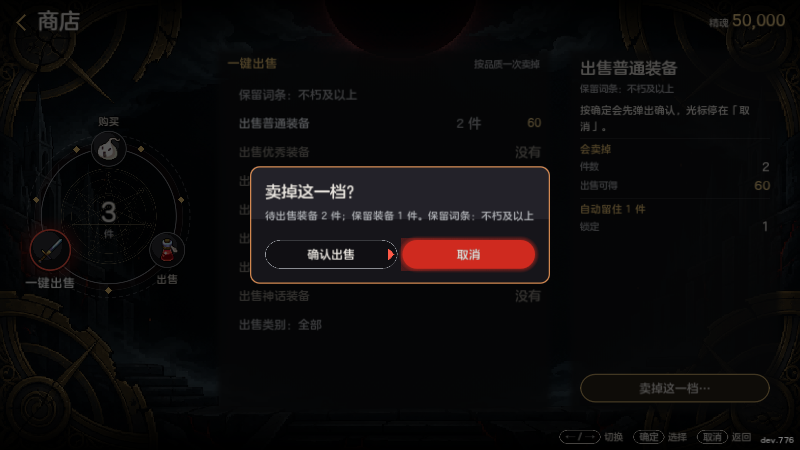 商店
精魂 50,000
一键出售
按品质一次卖掉
保留词条：不朽及以上
出售普通装备 2 件 60
出售优秀装备 没有
出
出
出
出
出售神话装备 没有
出售类别：全部
购买
3
件
一键出售
出售
卖掉这一档？
待出售装备 2 件；保留装备 1 件。保留词条：不朽及以上
确认出售
取消
出售普通装备
保留词条：不朽及以上
按确定会先弹出确认，光标停在「取
消」。
会卖掉
件数 2
出售可得 60
自动留住 1 件
锁定 1
卖掉这一档…
←/→ 切换 确定 选择 取消 返回
dev.776